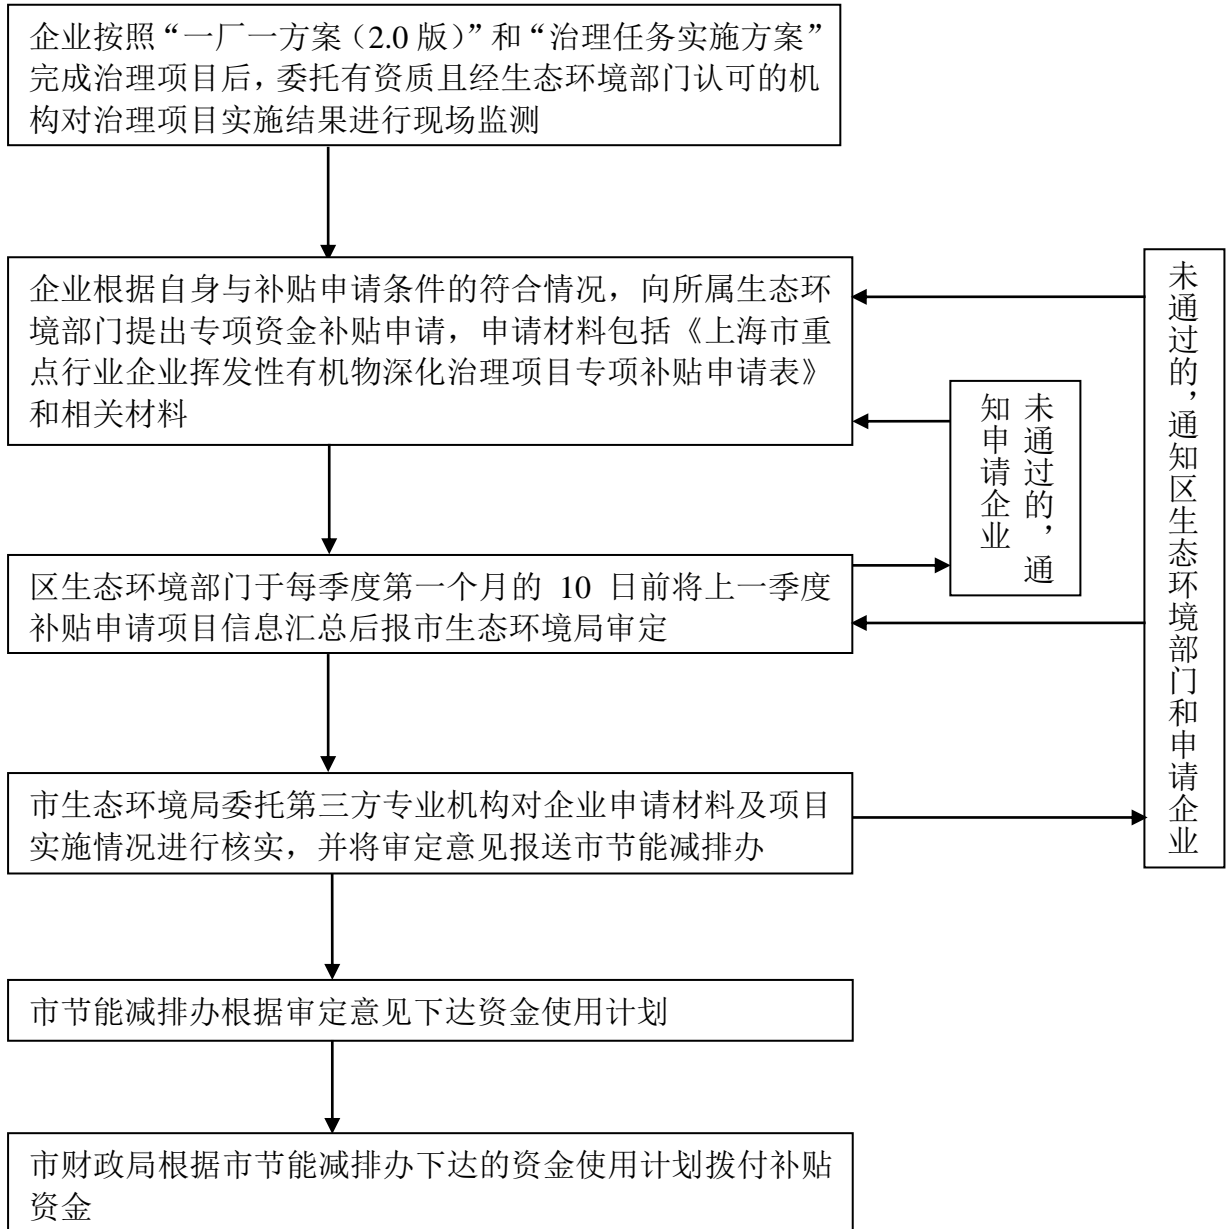 企业按照“一厂一方案（2.0 版）”和“治理任务实施方案”
完成治理项目后，委托有资质且经生态环境部门认可的机
构对治理项目实施结果进行现场监测
企业根据自身与补贴申请条件的符合情况，向所属生态环
境部门提出专项资金补贴申请，申请材料包括《上海市重
点行业企业挥发性有机物深化治理项目专项补贴申请表》
和相关材料
未通过的，通
知申请企业
未通过的，通知区生态环境部门和申请企业
区生态环境部门于每季度第一个月的 10 日前将上一季度
补贴申请项目信息汇总后报市生态环境局审定
市生态环境局委托第三方专业机构对企业申请材料及项目
实施情况进行核实，并将审定意见报送市节能减排办
市节能减排办根据审定意见下达资金使用计划
市财政局根据市节能减排办下达的资金使用计划拨付补贴
资金